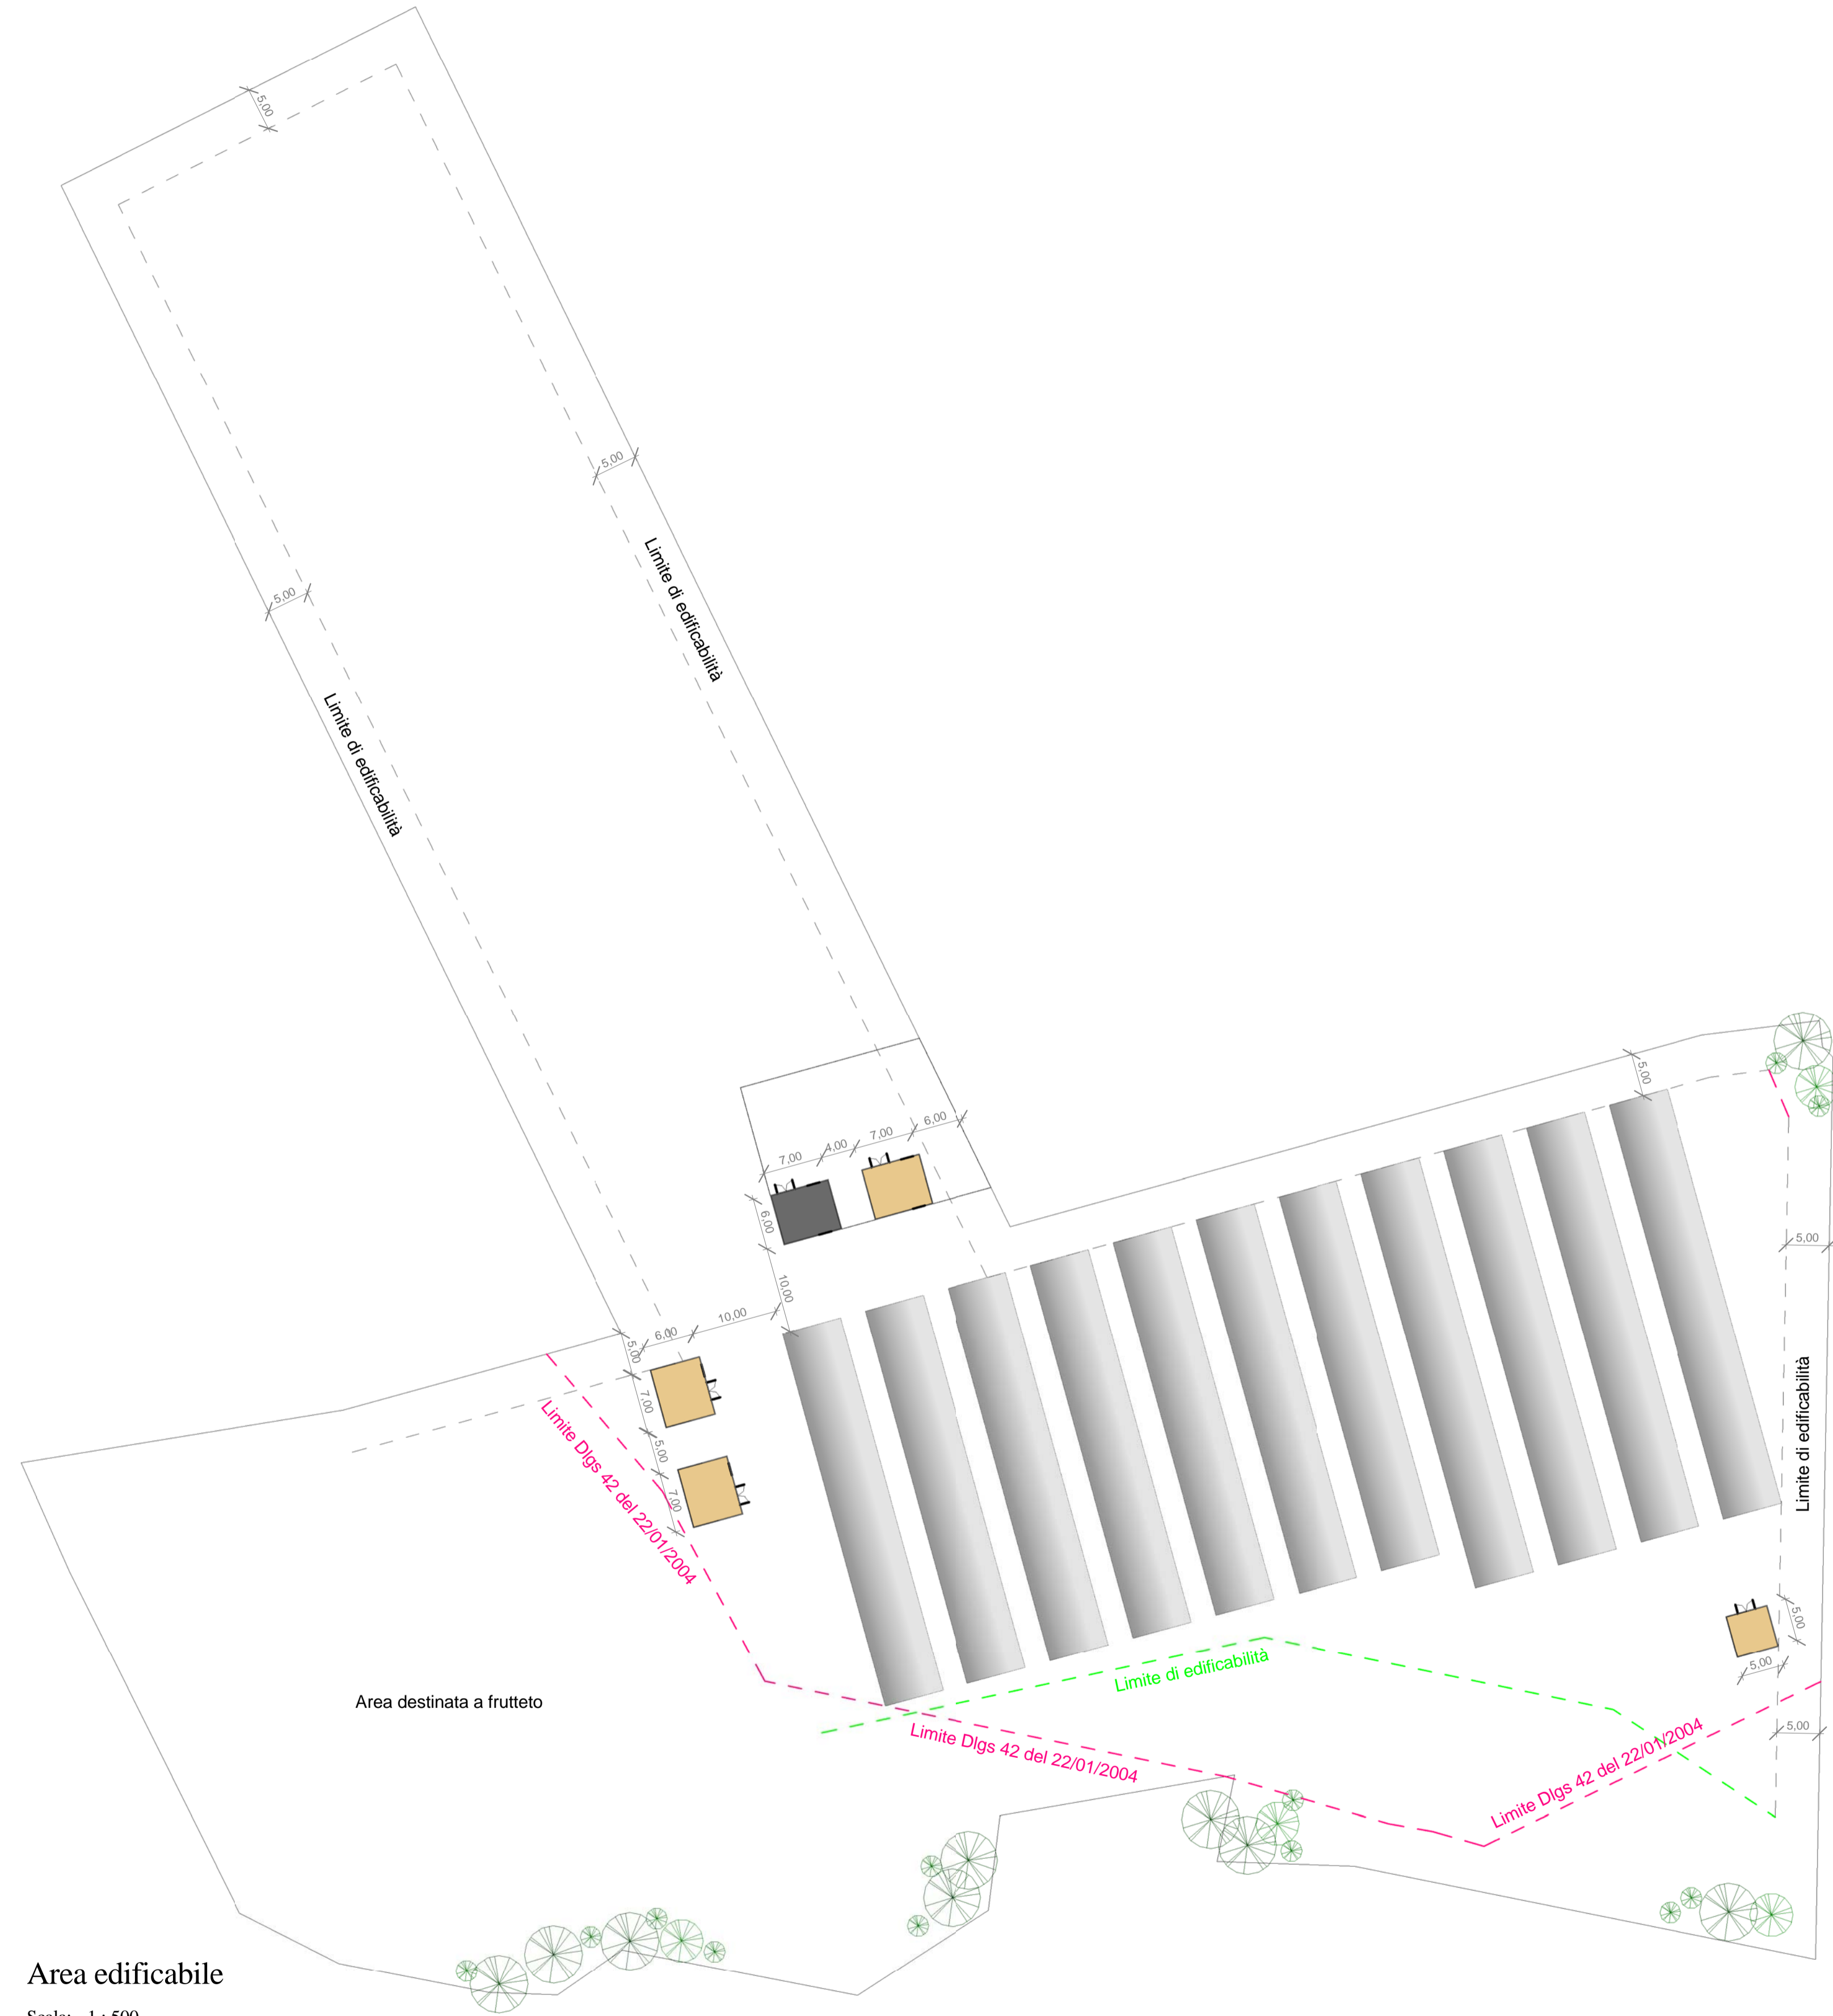 5,00
5,00
Limite di edificabilità
5,00
Limite di edificabilità
5,00
7,00
4,00
7,00
6,00
6,00
10,00
5,00
Limite di edificabilità
10,00
6,00
5,00
7,00
5,00
7,00
Limite Dlgs 42 del 22/01/2004
5,00
5,00
Limite di edificabilità
Area destinata a frutteto
Limite Dlgs 42 del 22/01/2004
Limite Dlgs 42 del 22/01/2004
5,00
Area edificabile
Scala: 1 : 500